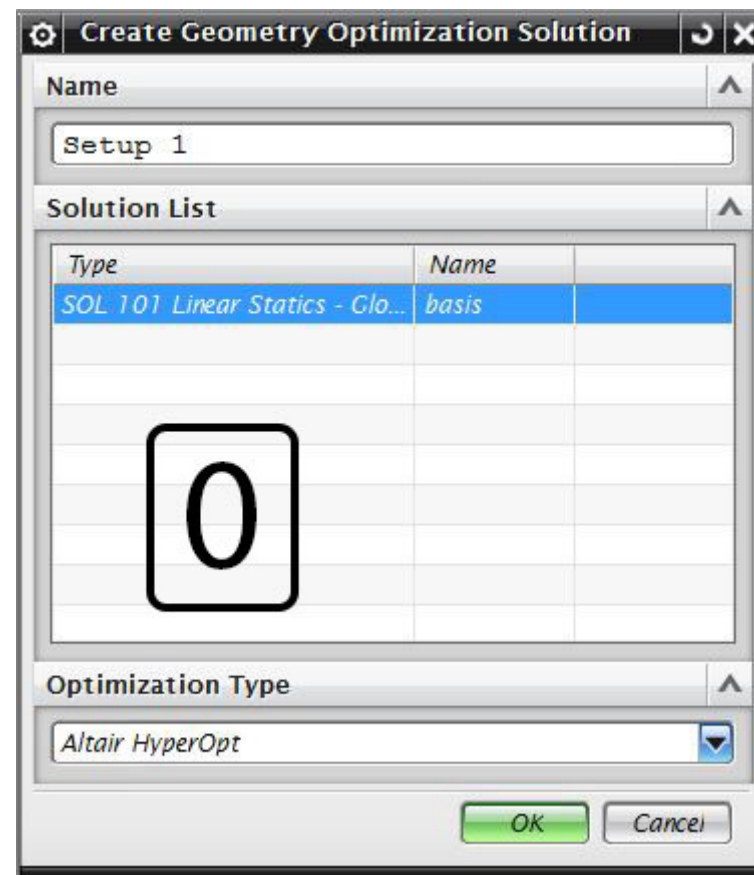 Create Geometry Optimization Solution
Name
Setup 1
Solution List
Type Name
SOL 101 Linear Statics - Glo... basis
0
Optimization Type
Altair HyperOpt
OK Cancel